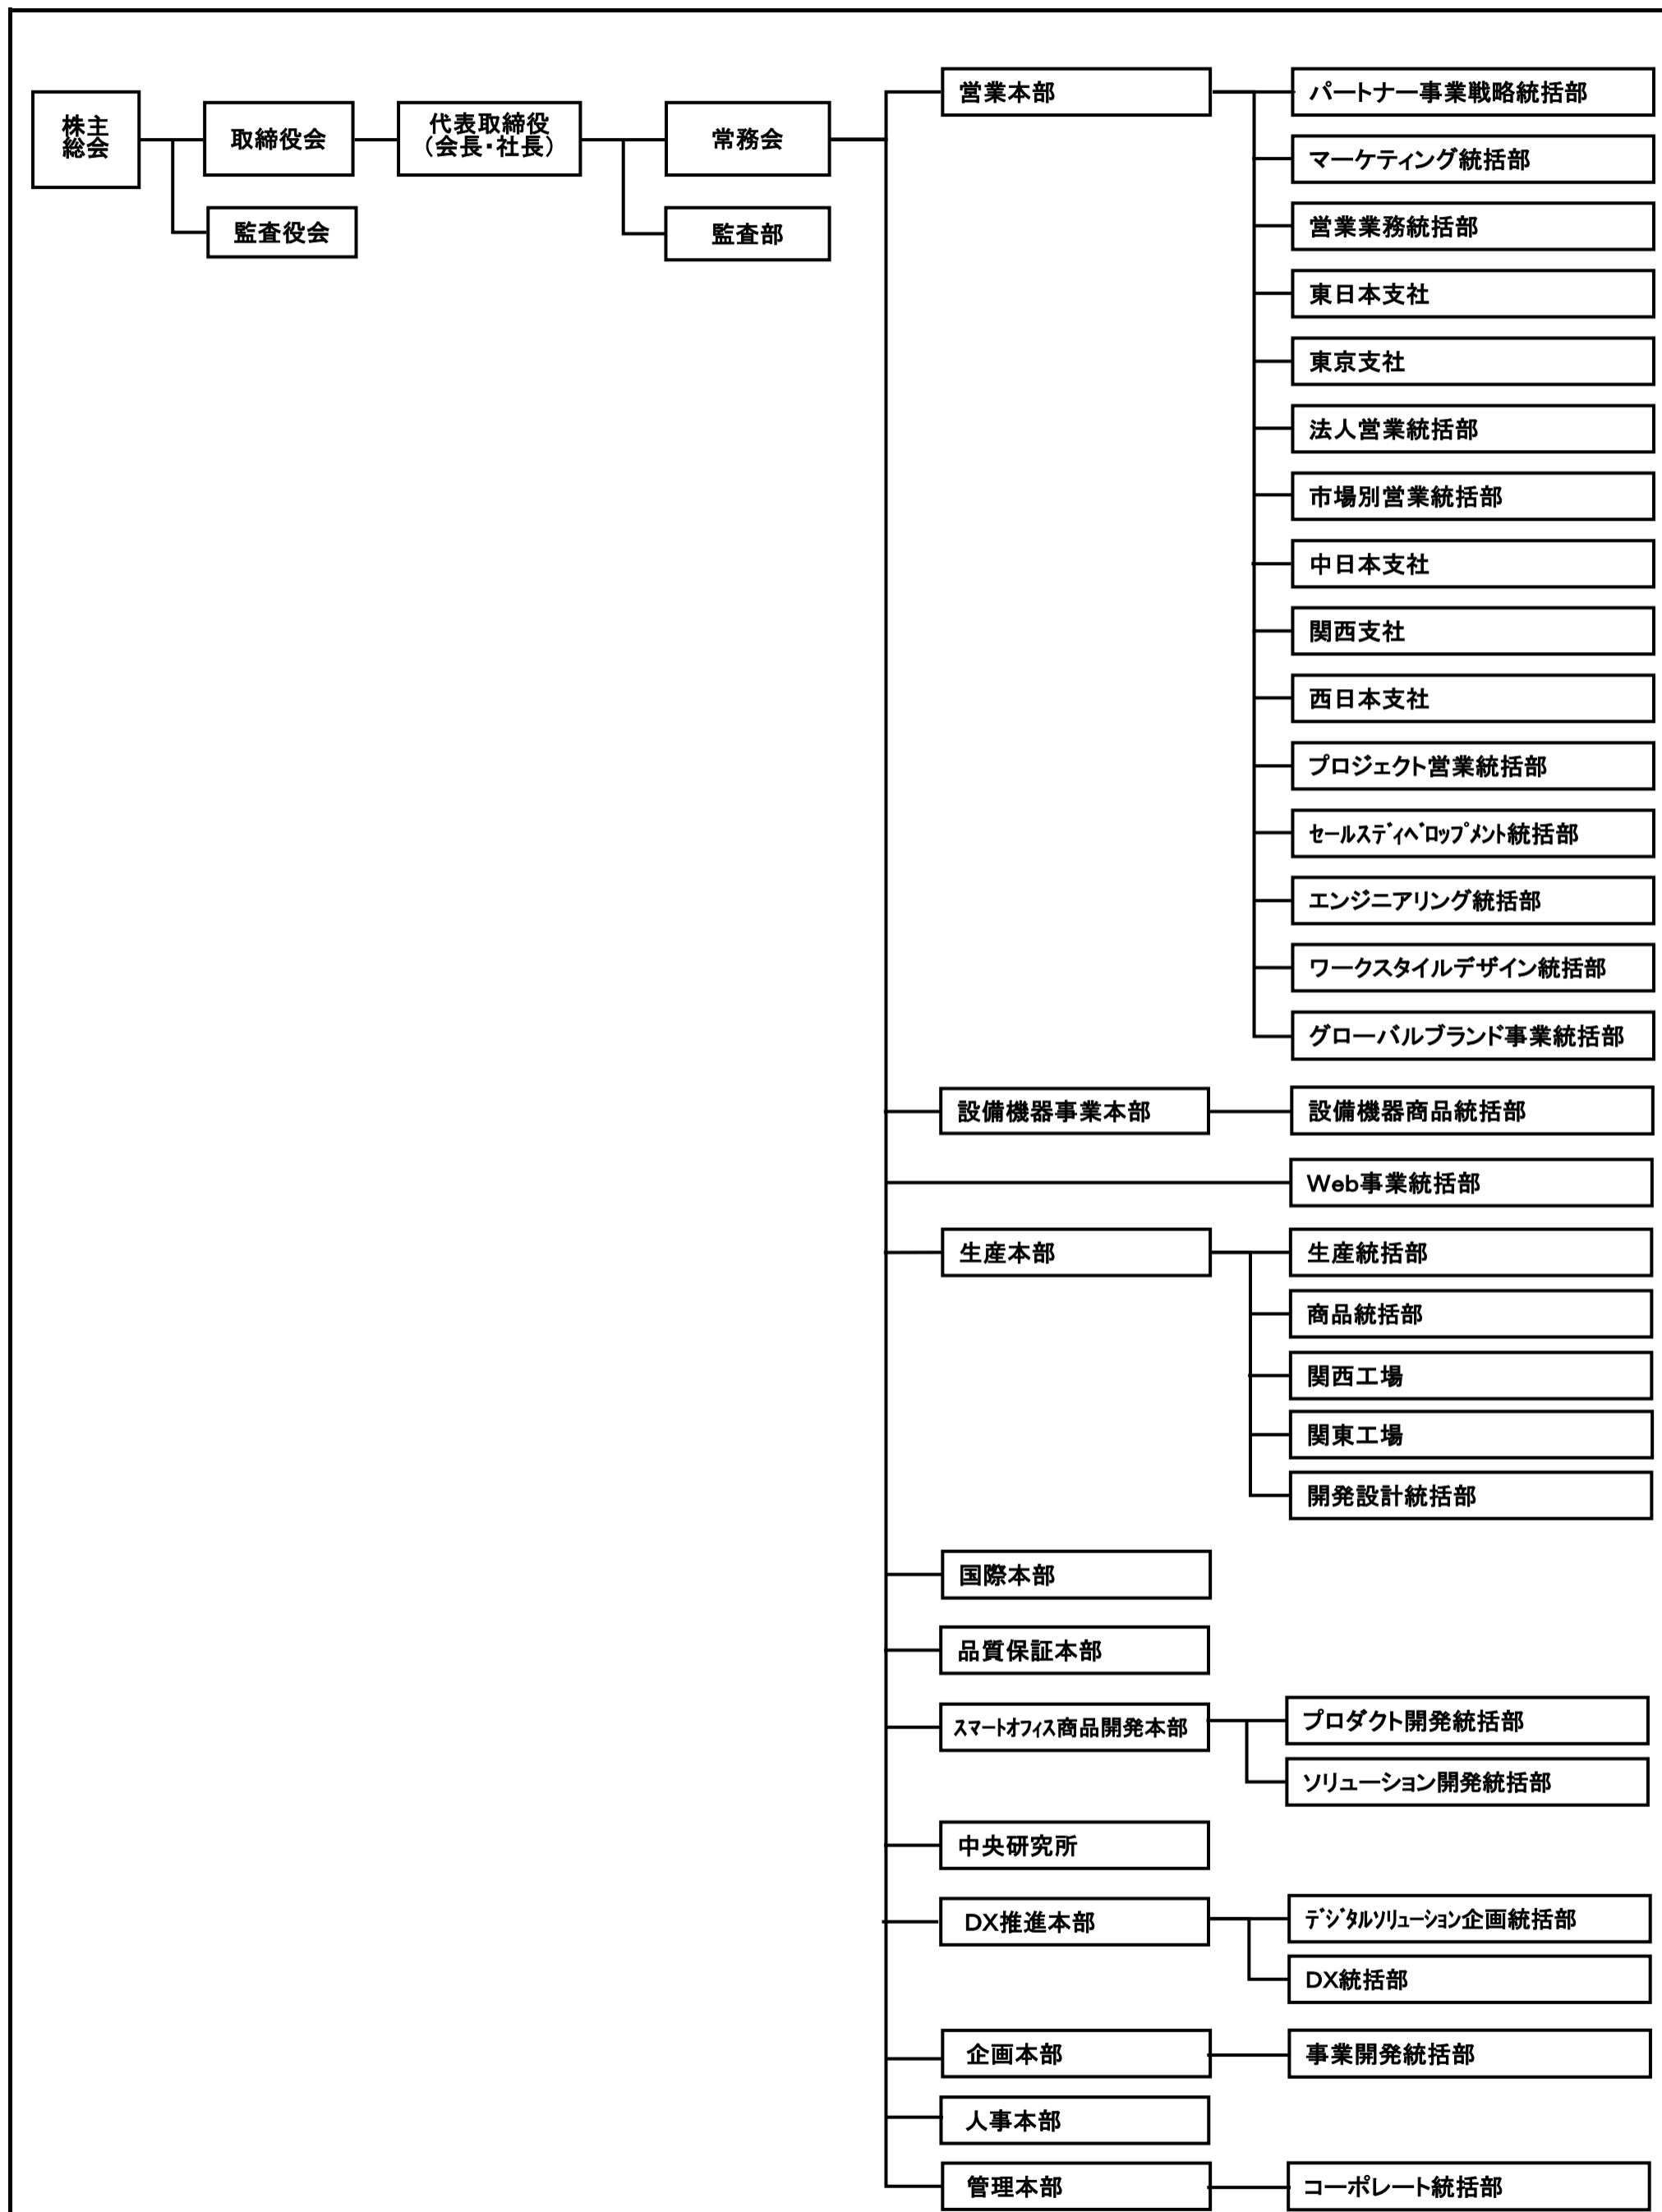 株主
総会
取締役会
監査役会
代表取締役
（会長・社長）
常務会
監査部
営業本部
パートナー事業戦略統括部
マーケティング統括部
営業業務統括部
東日本支社
東京支社
法人営業統括部
市場別営業統括部
中日本支社
関西支社
西日本支社
プロジェクト営業統括部
ｾｰﾙｽﾃﾞｨﾍﾞﾛｯﾌﾟﾒﾝﾄ統括部
エンジニアリング統括部
ワークスタイルデザイン統括部
グローバルブランド事業統括部
設備機器事業本部
設備機器商品統括部
Web事業統括部
生産本部
生産統括部
商品統括部
関西工場
関東工場
開発設計統括部
国際本部
品質保証本部
ｽﾏｰﾄｵﾌｨｽ商品開発本部
プロダクト開発統括部
ソリューション開発統括部
中央研究所
DX推進本部
ﾃﾞｼﾞﾀﾙｿﾘｭｰｼｮﾝ企画統括部
DX統括部
企画本部
事業開発統括部
人事本部
管理本部
コーポレート統括部